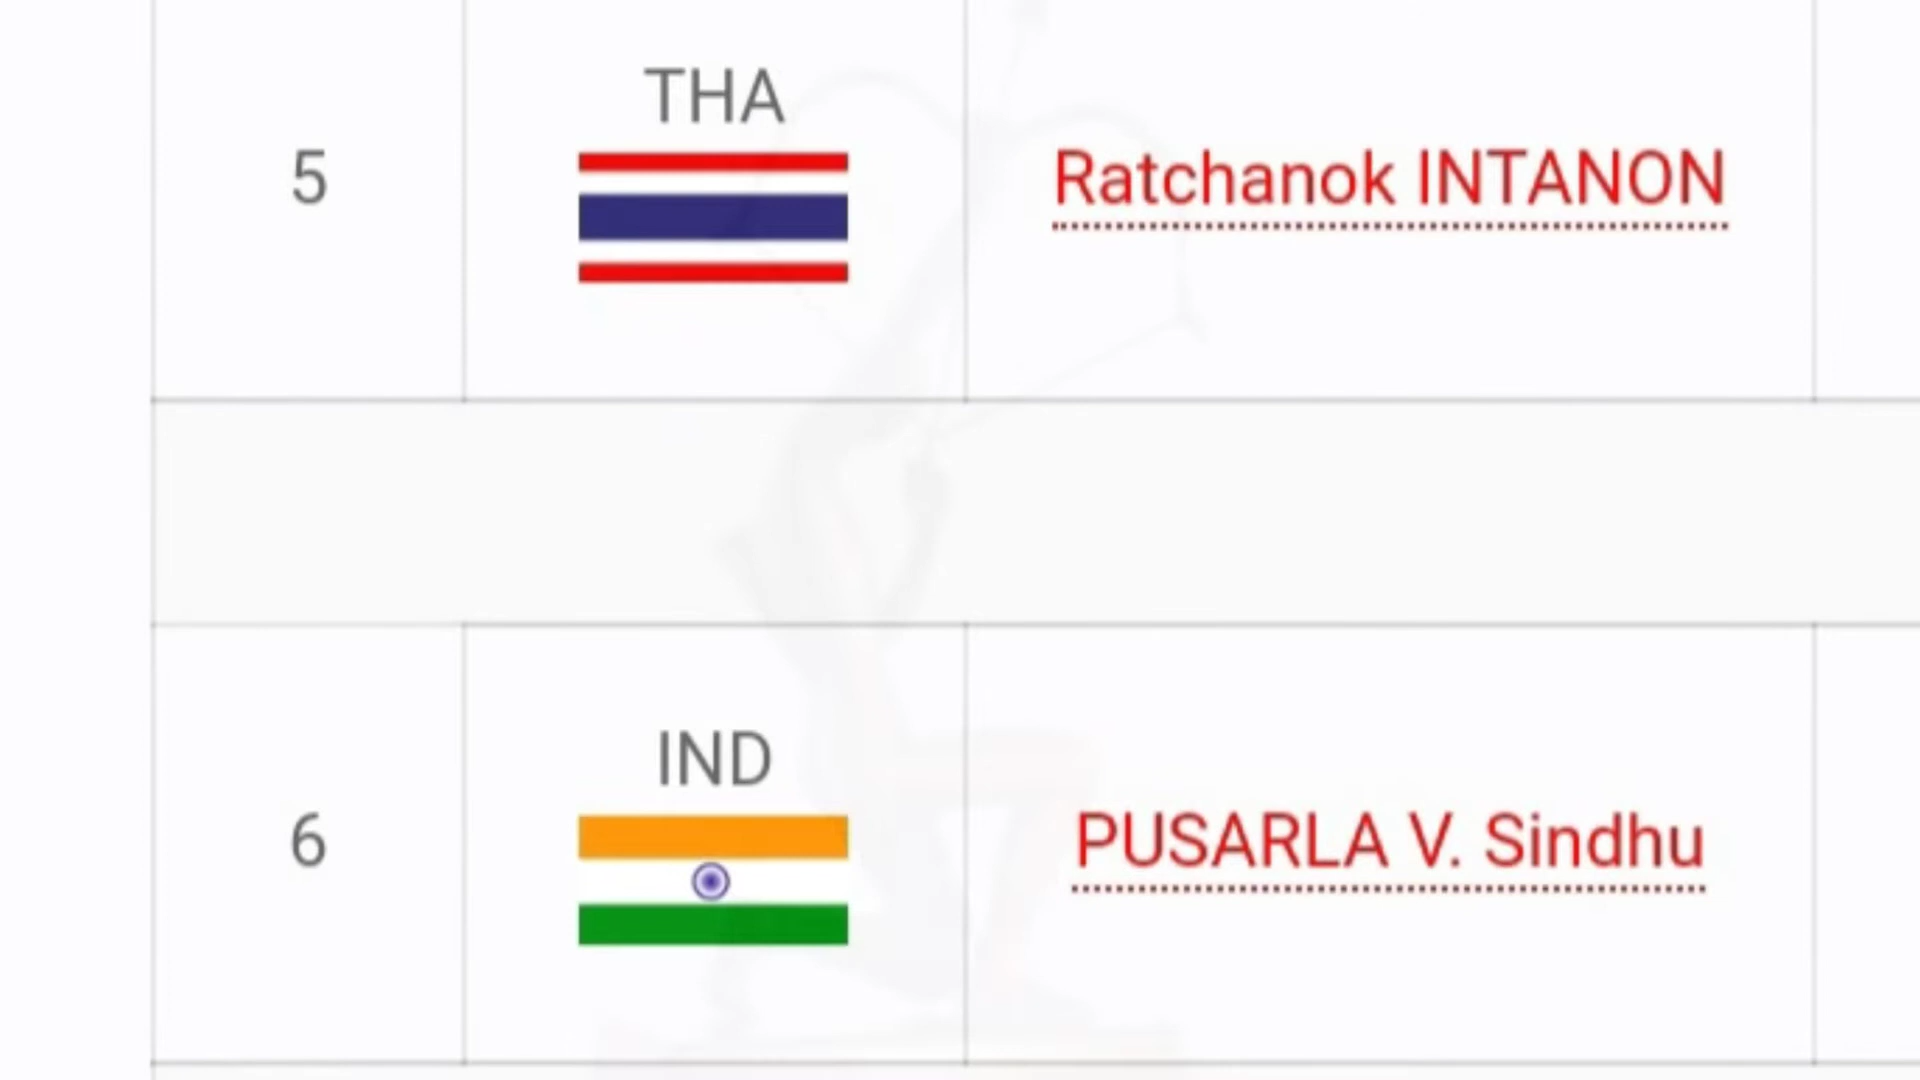 THA
5
Ratchanok INTANON
IND
6
PUSARLA V. Sindhu